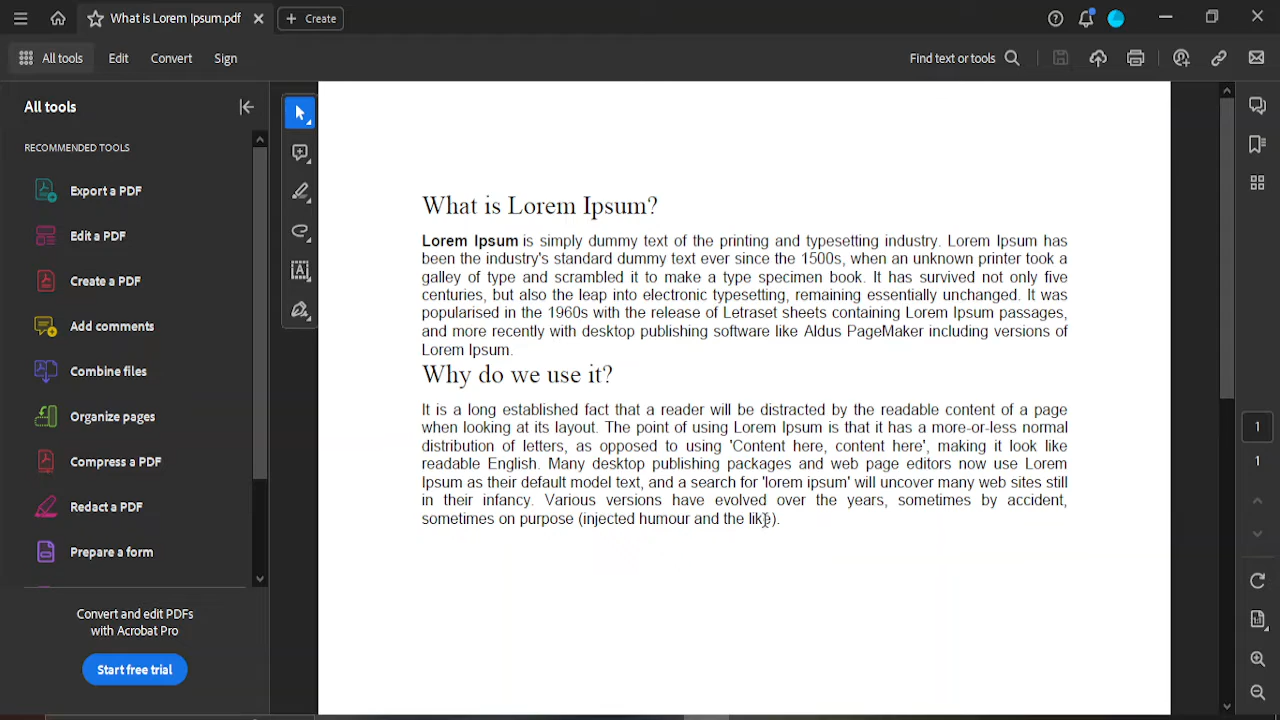 What is Lorem Ipsum.pdf
Create
All tools
Edit
Convert
Sign
Find text or tools
All tools
RECOMMENDED TOOLS
Export a PDF
Edit a PDF
Create a PDF
Add comments
Combine files
Organize pages
Compress a PDF
Redact a PDF
Prepare a form
Convert and edit PDFs
with Acrobat Pro
Start free trial
What is Lorem Ipsum?
Lorem Ipsum is simply dummy text of the printing and typesetting industry. Lorem Ipsum has
been the industry's standard dummy text ever since the 1500s, when an unknown printer took a
galley of type and scrambled it to make a type specimen book. It has survived not only five
centuries, but also the leap into electronic typesetting, remaining essentially unchanged. It was
popularised in the 1960s with the release of Letraset sheets containing Lorem Ipsum passages,
and more recently with desktop publishing software like Aldus PageMaker including versions of
Lorem Ipsum.
Why do we use it?
It is a long established fact that a reader will be distracted by the readable content of a page
when looking at its layout. The point of using Lorem Ipsum is that it has a more-or-less normal
distribution of letters, as opposed to using 'Content here, content here', making it look like
readable English. Many desktop publishing packages and web page editors now use Lorem
Ipsum as their default model text, and a search for 'lorem ipsum' will uncover many web sites still
in their infancy. Various versions have evolved over the years, sometimes by accident,
sometimes on purpose (injected humour and the like).
1
1
1:1